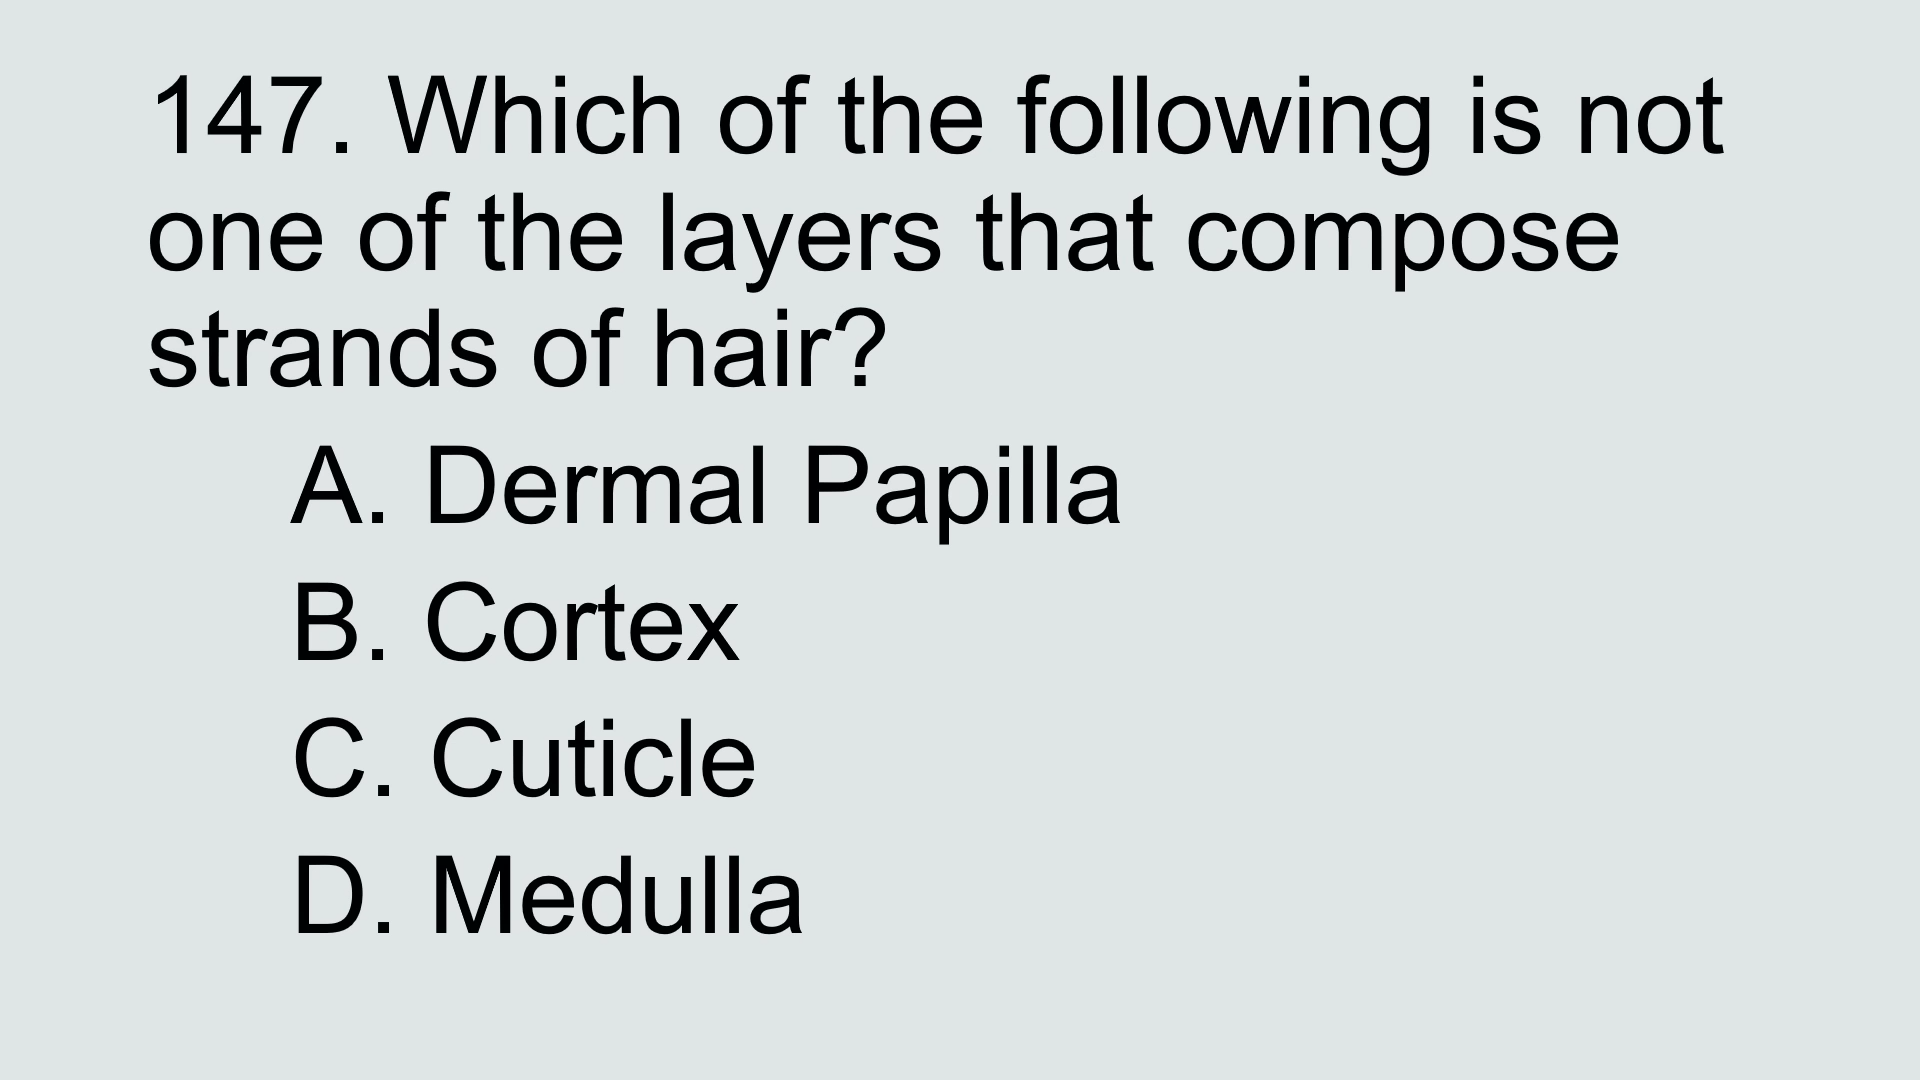 147. Which of the following is not
one of the layers that compose
strands of hair?
A. Dermal Papilla
B. Cortex
C. Cuticle
D. Medulla